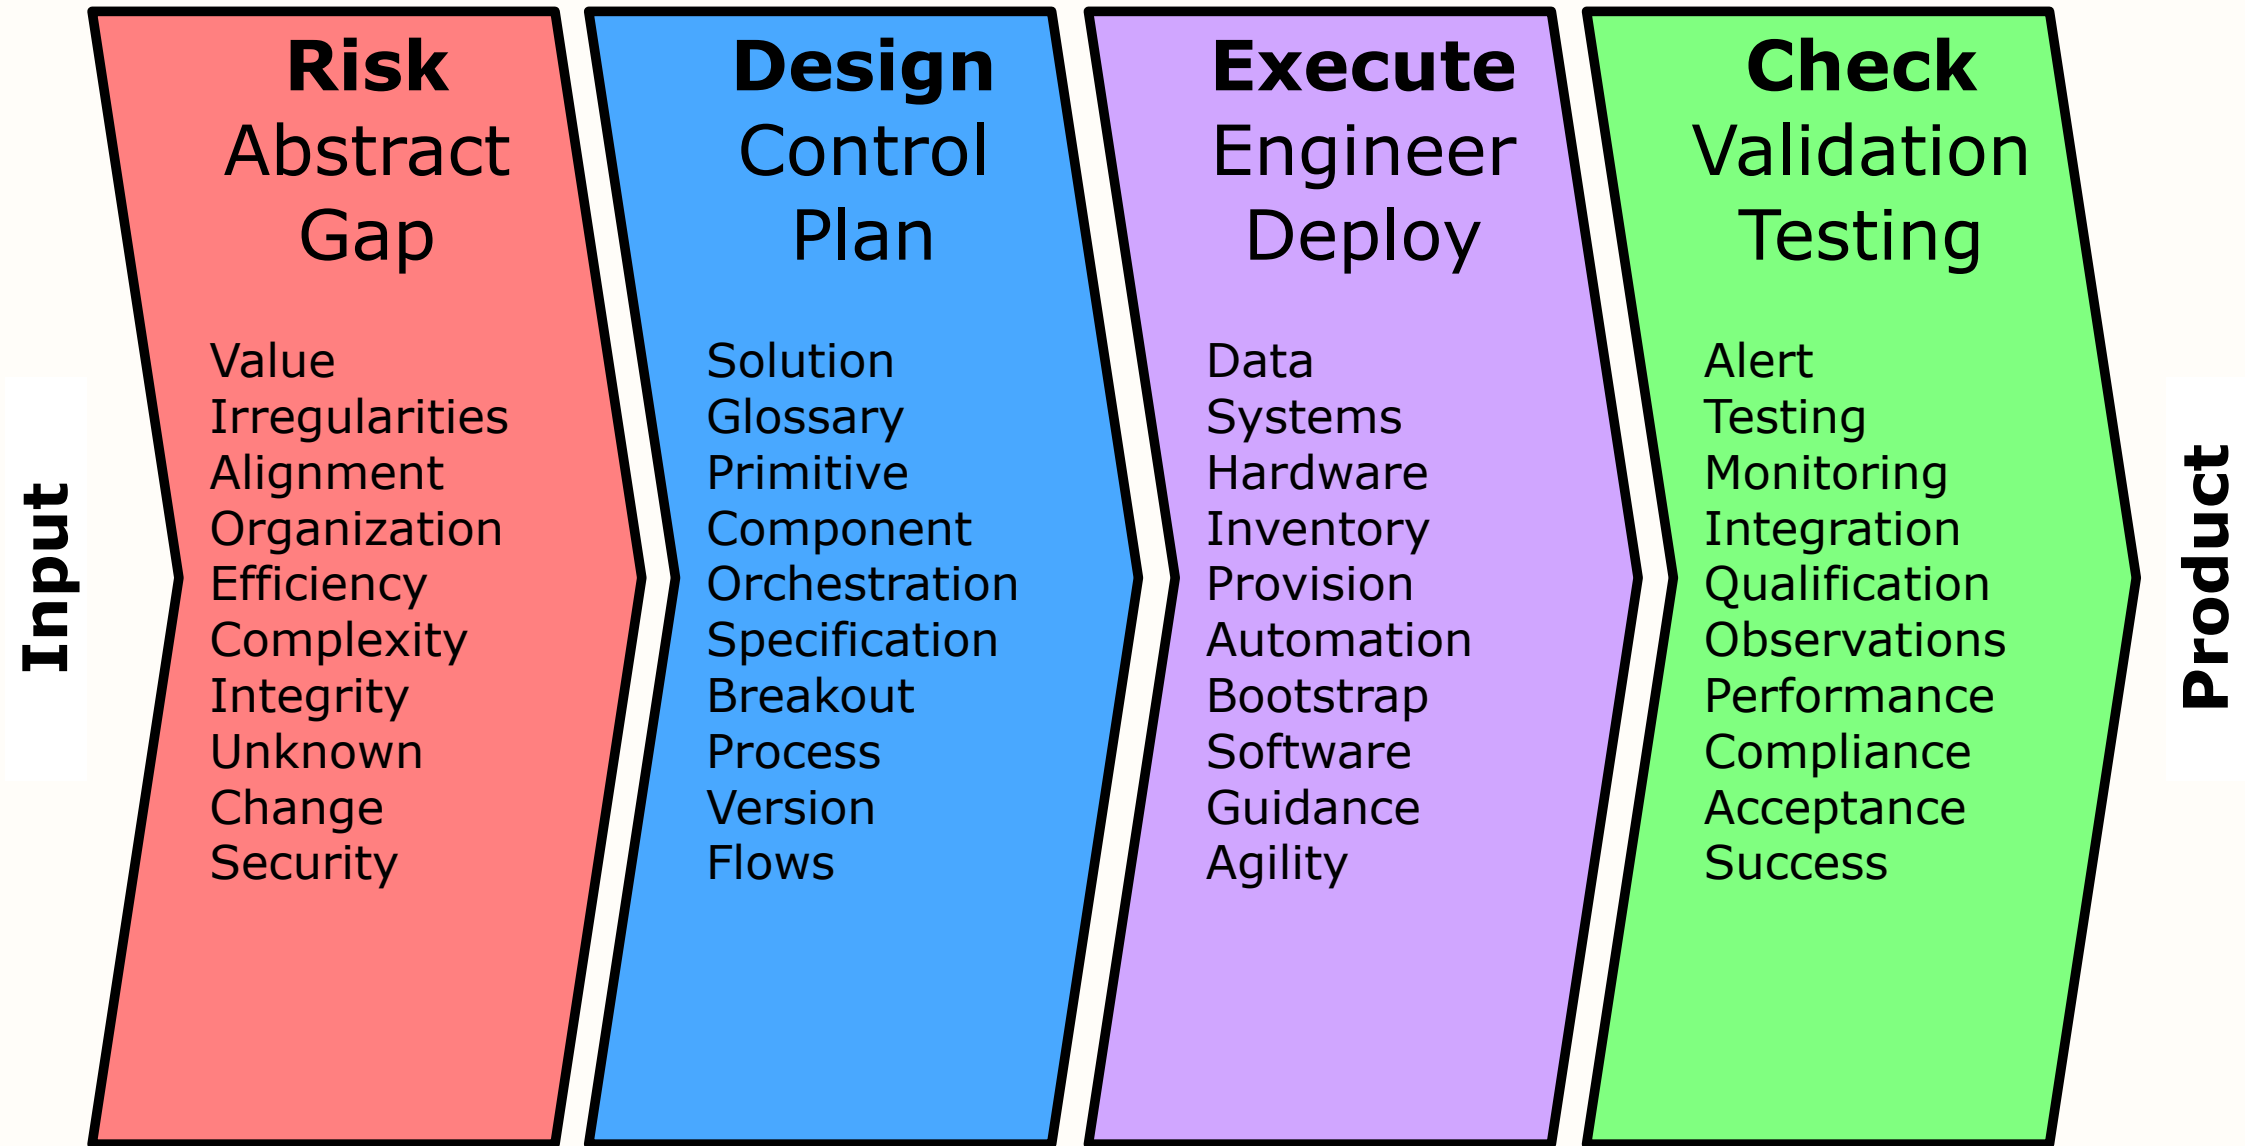 Input
Risk
Abstract
Gap
Value
Irregularities
Alignment
Organization
Efficiency
Complexity
Integrity
Unknown
Change
Security
Design
Control
Plan
Solution
Glossary
Primitive
Component
Orchestration
Specification
Breakout
Process
Version
Flows
Execute
Engineer
Deploy
Data
Systems
Hardware
Inventory
Provision
Automation
Bootstrap
Software
Guidance
Agility
Check
Validation
Testing
Alert
Testing
Monitoring
Integration
Qualification
Observations
Performance
Compliance
Acceptance
Success
Product